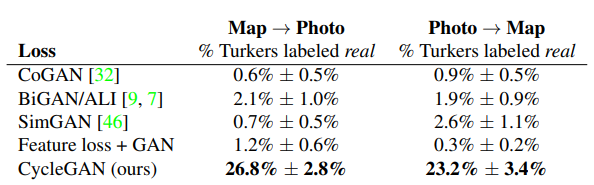 Map → Photo Photo → Map
Loss % Turkers labeled real % Turkers labeled real
CoGAN [32] 0.6% ± 0.5% 0.9% ± 0.5%
BiGAN/ALI [9, 7] 2.1% ± 1.0% 1.9% ± 0.9%
SimGAN [46] 0.7% ± 0.5% 2.6% ± 1.1%
Feature loss + GAN 1.2% ± 0.6% 0.3% ± 0.2%
CycleGAN (ours) 26.8% ± 2.8% 23.2% ± 3.4%